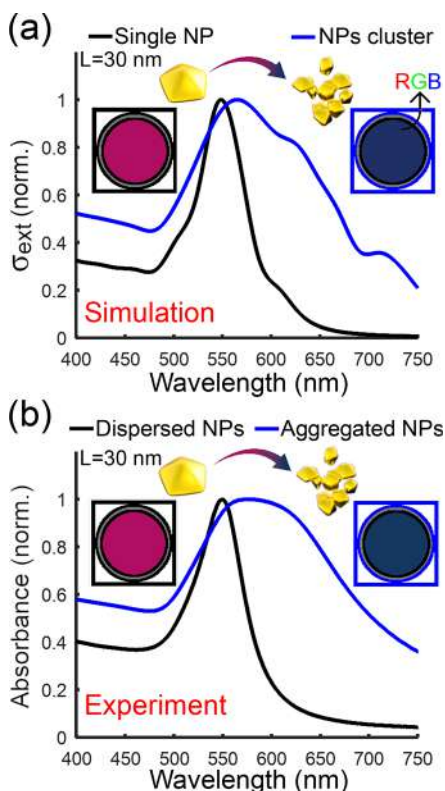 (a)
Single NP
NPs cluster
L=30 nm
RGB
1
0.8
0.6
0.4
0.2
0
σext (norm.)
Simulation
400 450 500 550 600 650 700 750
Wavelength (nm)
(b)
Dispersed NPs
Aggregated NPs
L=30 nm
1
0.8
0.6
0.4
0.2
0
Absorbance (norm.)
Experiment
400 450 500 550 600 650 700 750
Wavelength (nm)